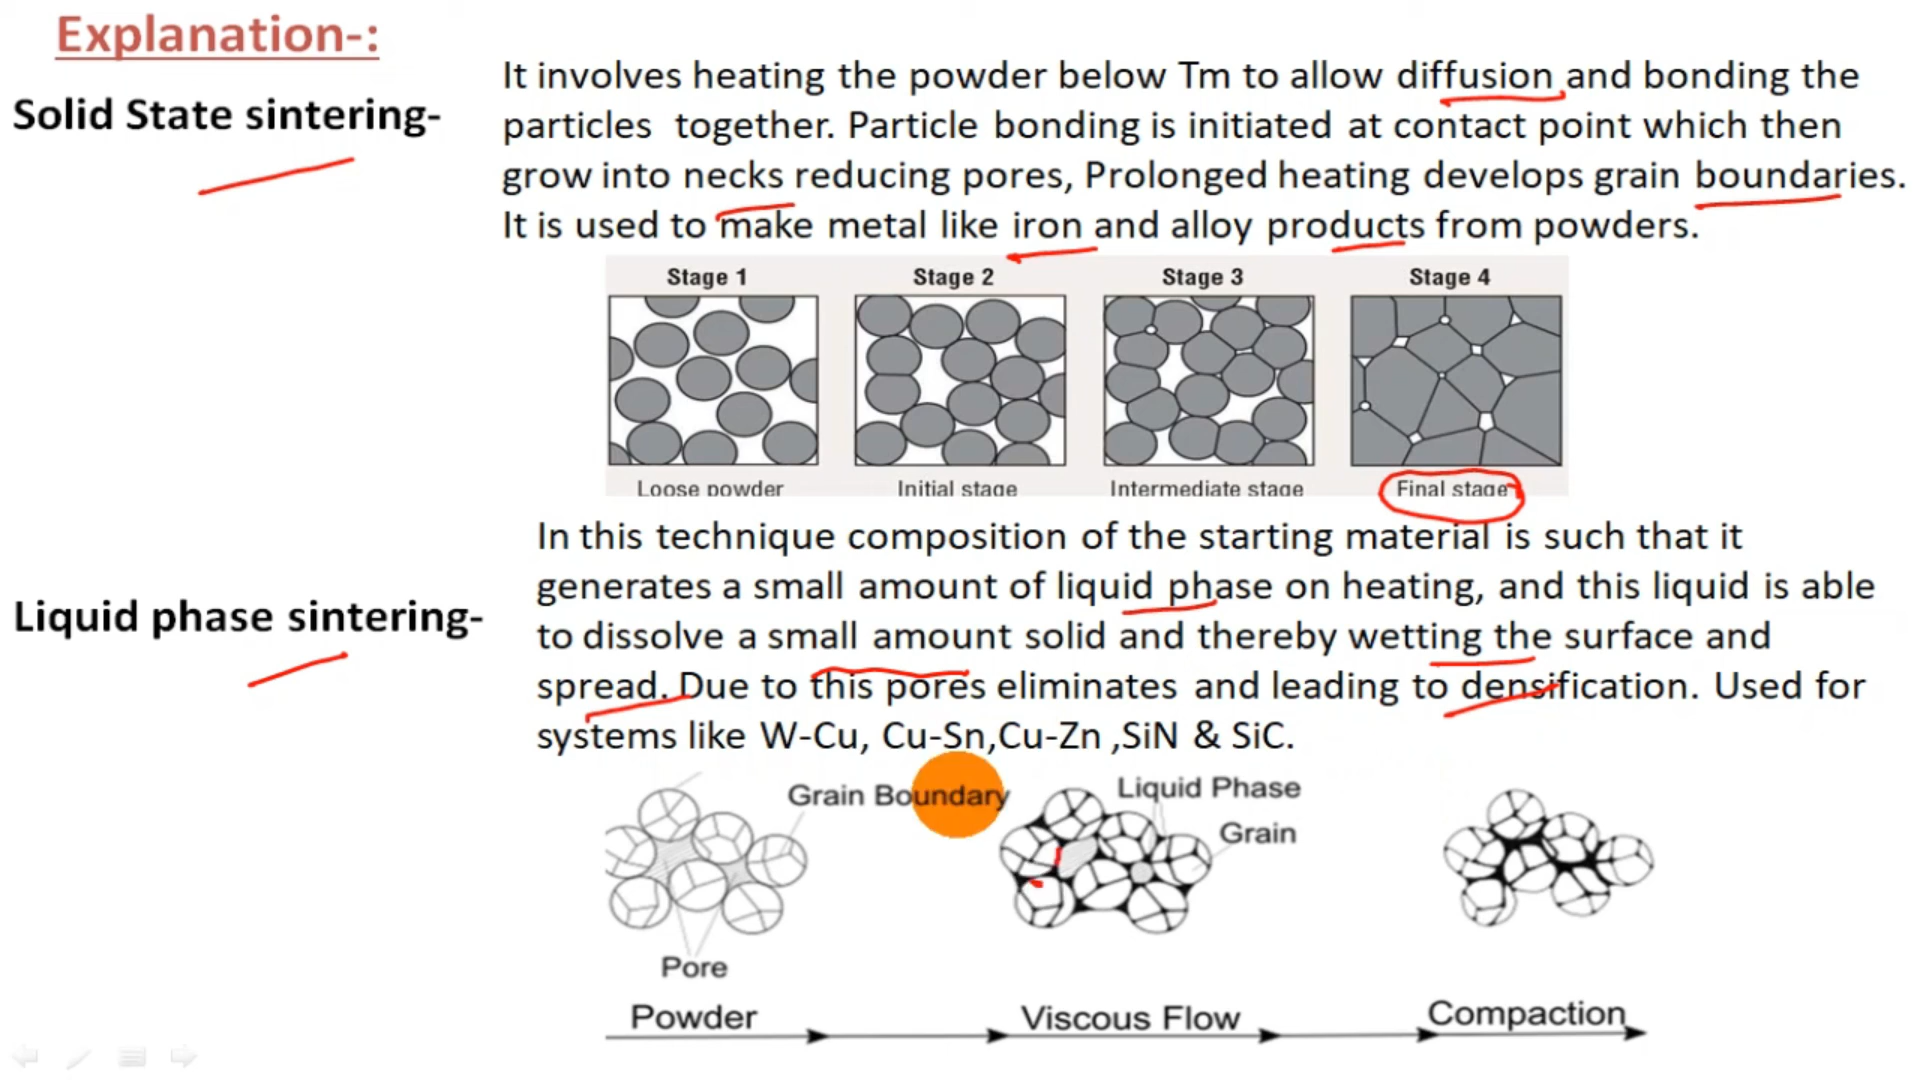 Explanation-:
Solid State sintering-
It involves heating the powder below Tm to allow diffusion and bonding the
particles together. Particle bonding is initiated at contact point which then
grow into necks reducing pores, Prolonged heating develops grain boundaries.
It is used to make metal like iron and alloy products from powders.
Stage 1 Stage 2 Stage 3 Stage 4
Loose powder Initial stage Intermediate stage Final stage
Liquid phase sintering-
In this technique composition of the starting material is such that it
generates a small amount of liquid phase on heating, and this liquid is able
to dissolve a small amount solid and thereby wetting the surface and
spread. Due to this pores eliminates and leading to densification. Used for
systems like W-Cu, Cu-Sn,Cu-Zn ,SiN & SiC.
Grain Boundary
Liquid Phase
Grain
Pore
Powder Viscous Flow Compaction